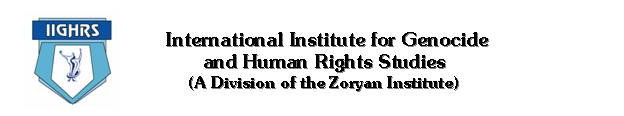 IIGHRS
International Institute for Genocide
and Human Rights Studies
(A Division of the Zoryan Institute)